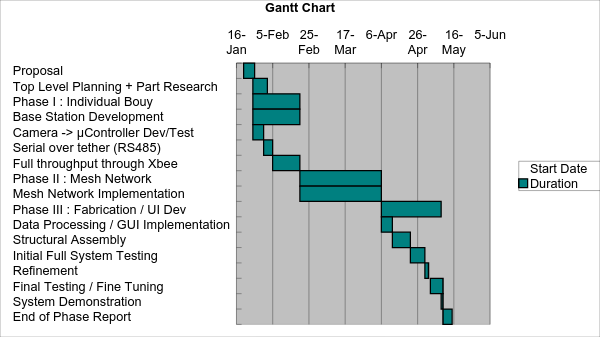 Gantt Chart
16-Jan 5-Feb 25-Feb 17-Mar 6-Apr 26-Apr 16-May 5-Jun
Proposal
Top Level Planning + Part Research
Phase I : Individual Bouy
Base Station Development
Camera -> µController Dev/Test
Serial over tether (RS485)
Full throughput through Xbee
Phase II : Mesh Network
Mesh Network Implementation
Phase III : Fabrication / UI Dev
Data Processing / GUI Implementation
Structural Assembly
Initial Full System Testing
Refinement
Final Testing / Fine Tuning
System Demonstration
End of Phase Report
Start Date
Duration